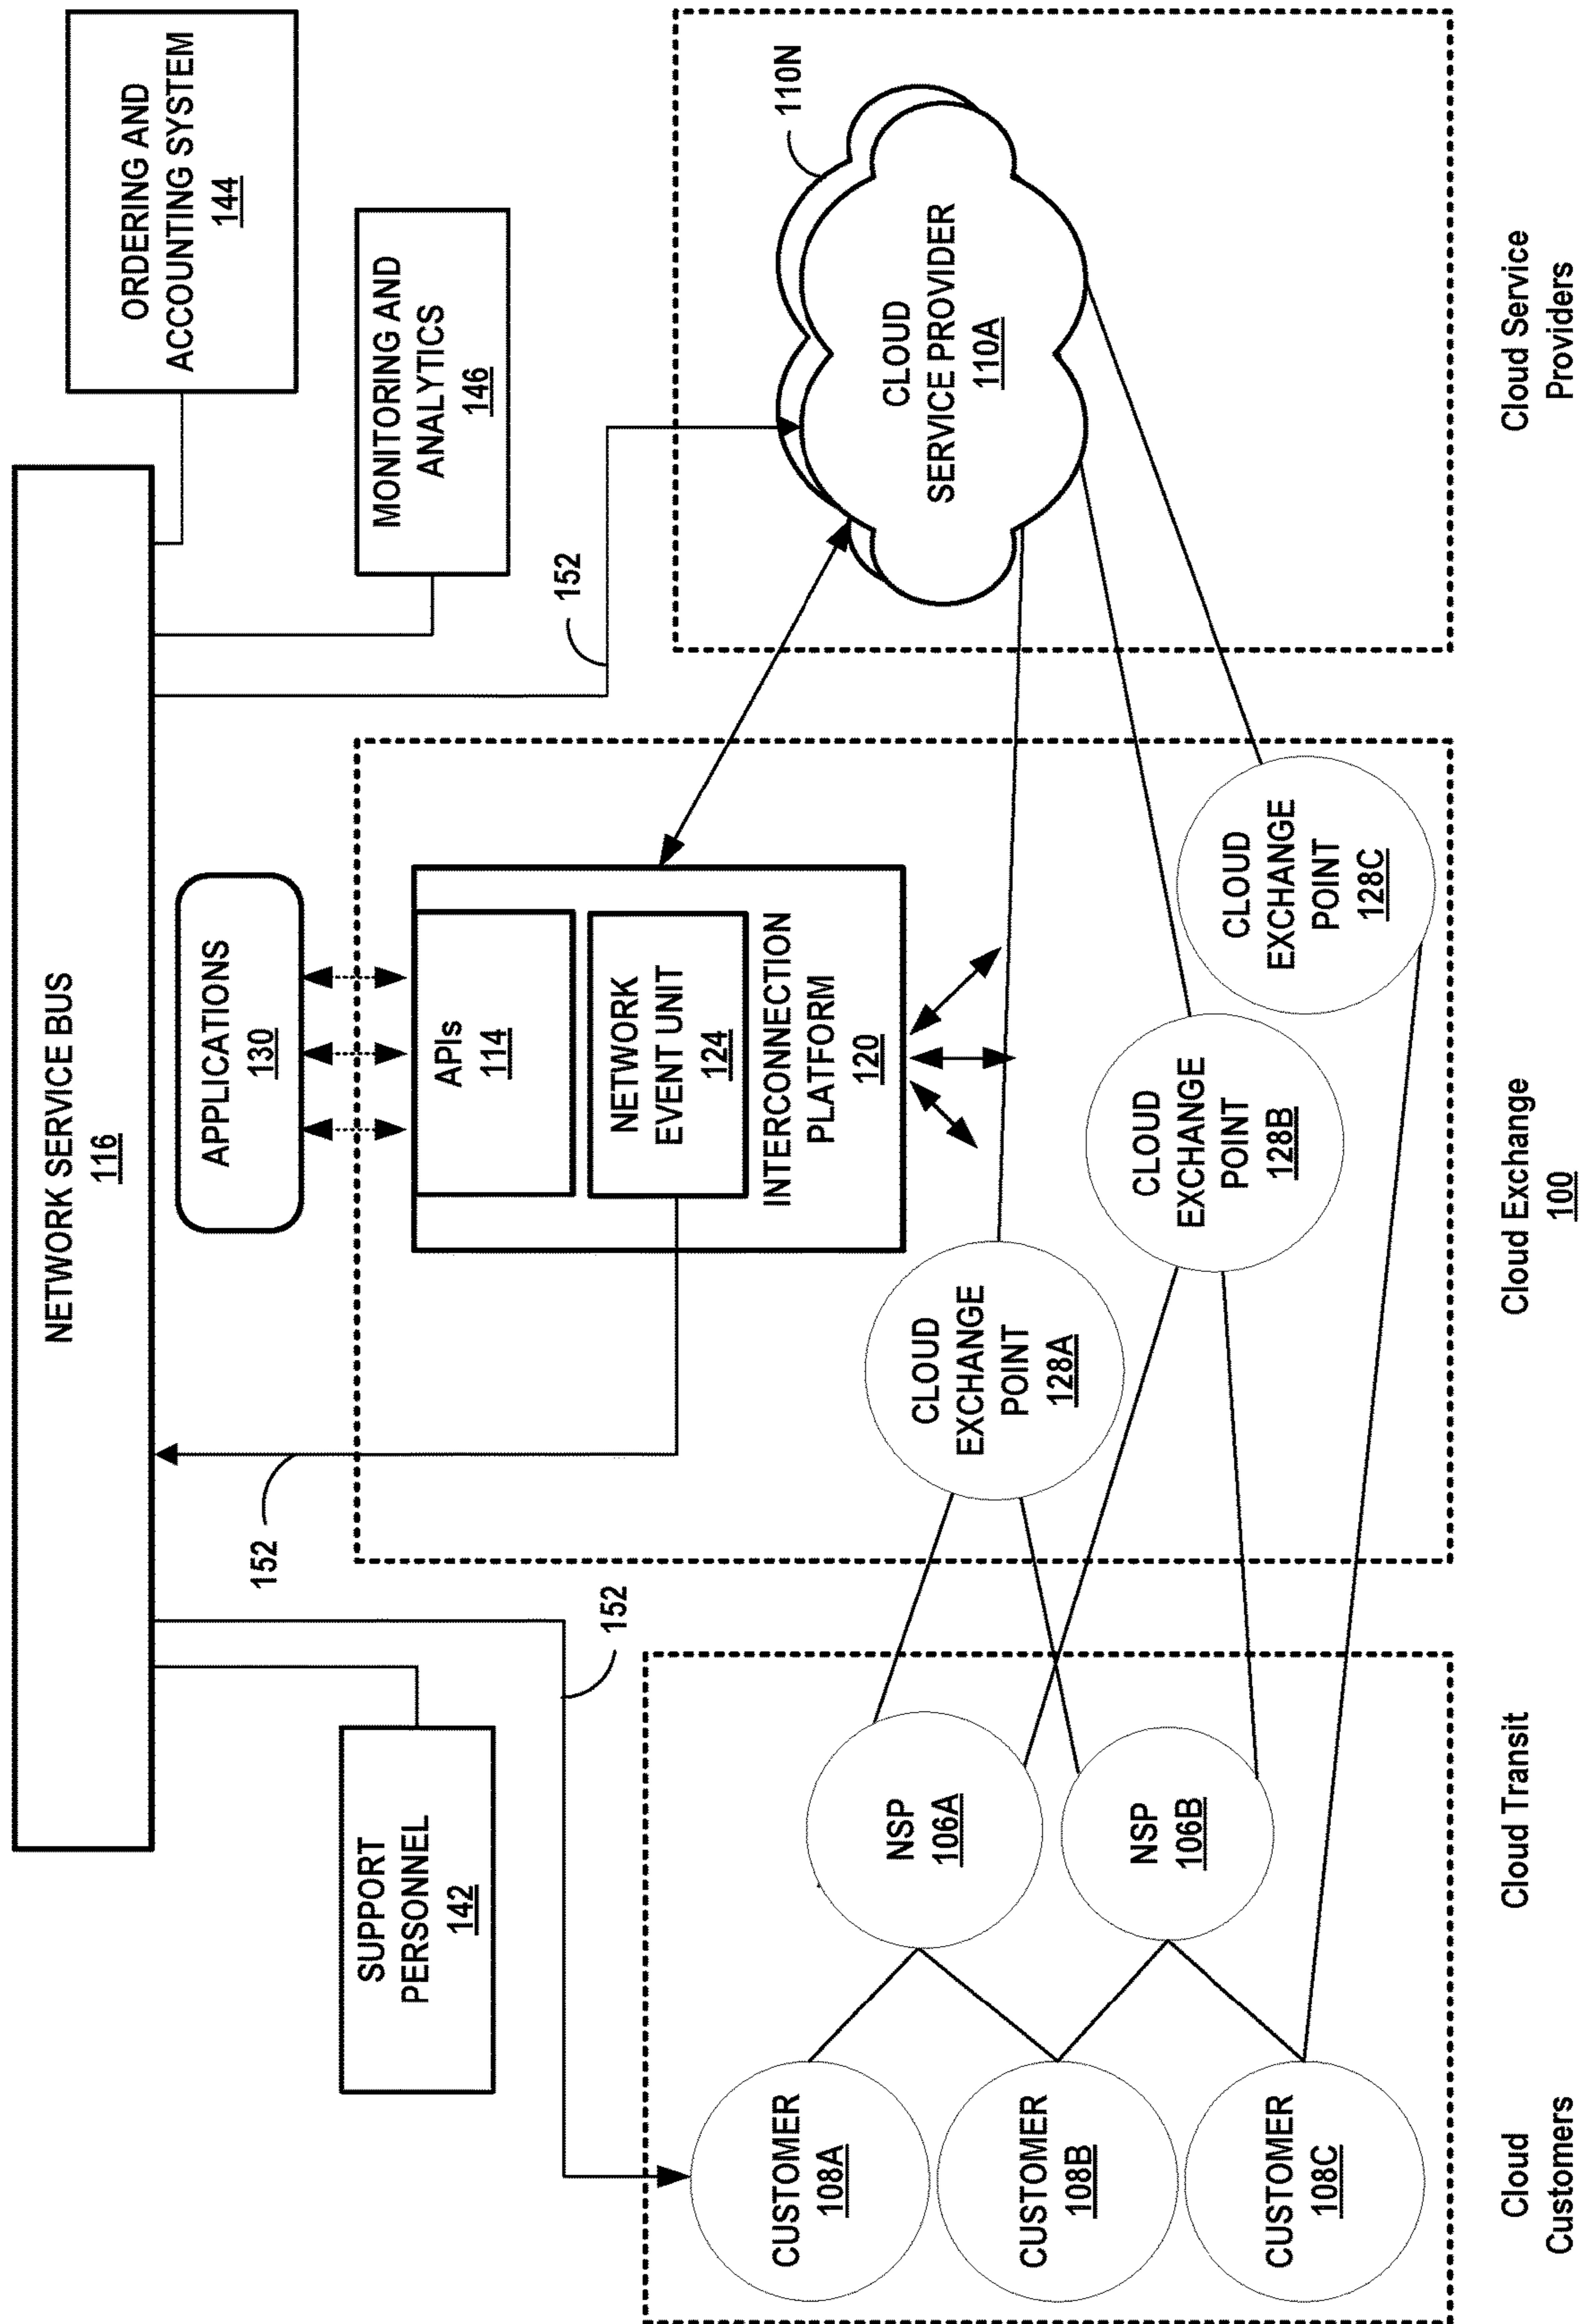 NETWORK SERVICE BUS
116
ORDERING AND
ACCOUNTING SYSTEM
144
SUPPORT
PERSONNEL
142
152
152
APPLICATIONS
130
152
MONITORING AND
ANALYTICS
146
APIs
114
NETWORK
EVENT UNIT
124
INTERCONNECTION
PLATFORM
120
110N
CLOUD
SERVICE PROVIDER
110A
CUSTOMER
108A
CUSTOMER
108B
CUSTOMER
108C
NSP
106A
NSP
106B
CLOUD
EXCHANGE
POINT
128A
CLOUD
EXCHANGE
POINT
128B
CLOUD
EXCHANGE
POINT
128C
Cloud
Customers
Cloud Transit
Cloud Exchange
100
Cloud Service
Providers